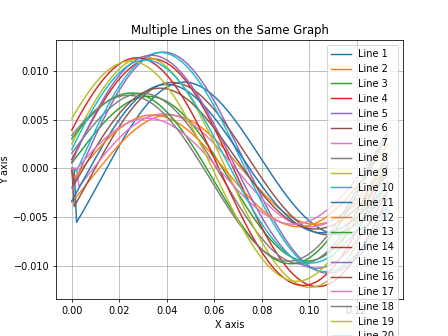 Multiple Lines on the Same Graph
Y axis
0.010
0.005
0.000
−0.005
−0.010
0.00
0.02
0.04
0.06
0.08
0.10
X axis
Line 1
Line 2
Line 3
Line 4
Line 5
Line 6
Line 7
Line 8
Line 9
Line 10
Line 11
Line 12
Line 13
Line 14
Line 15
Line 16
Line 17
Line 18
Line 19
Line 20